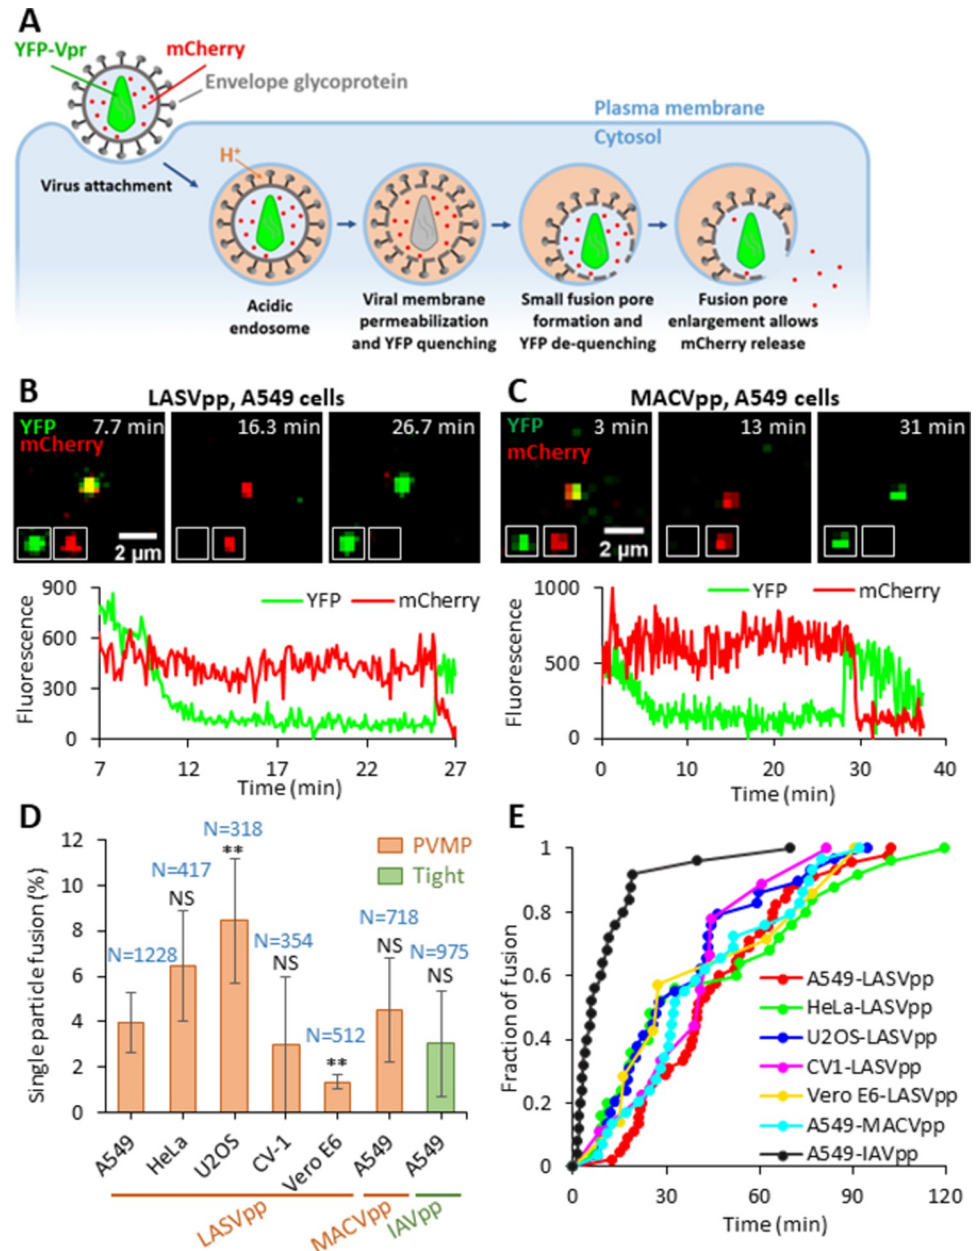 A
YFP-Vpr
mCherry
Envelope glycoprotein
Plasma membrane
Cytosol
H+
Virus attachment
Acidic
endosome
Viral membrane
permeabilization
and YFP quenching
Small fusion pore
formation and
YFP de-quenching
Fusion pore
enlargement allows
mCherry release
B
LASVpp, A549 cells
YFP
mCherry
7.7 min
16.3 min
26.7 min
2 µm
900
600
300
0
Fluorescence
YFP
mCherry
7
12
17
22
27
Time (min)
C
MACVpp, A549 cells
YFP
mCherry
3 min
13 min
31 min
2 µm
1000
500
0
Fluorescence
YFP
mCherry
0
10
20
30
40
Time (min)
D
12
10
8
6
4
2
0
Single particle fusion (%)
PVMP
Tight
N=1228
N=417
NS
N=318
**
N=354
NS
N=512
**
N=718
NS
N=975
NS
A549
HeLa
U2OS
CV-1
Vero E6
A549
A549
LASVpp
MACVpp
IAVpp
E
1
0.8
0.6
0.4
0.2
0
Fraction of fusion
A549-LASVpp
HeLa-LASVpp
U2OS-LASVpp
CV1-LASVpp
Vero E6-LASVpp
A549-MACVpp
A549-IAVpp
0
30
60
90
120
Time (min)